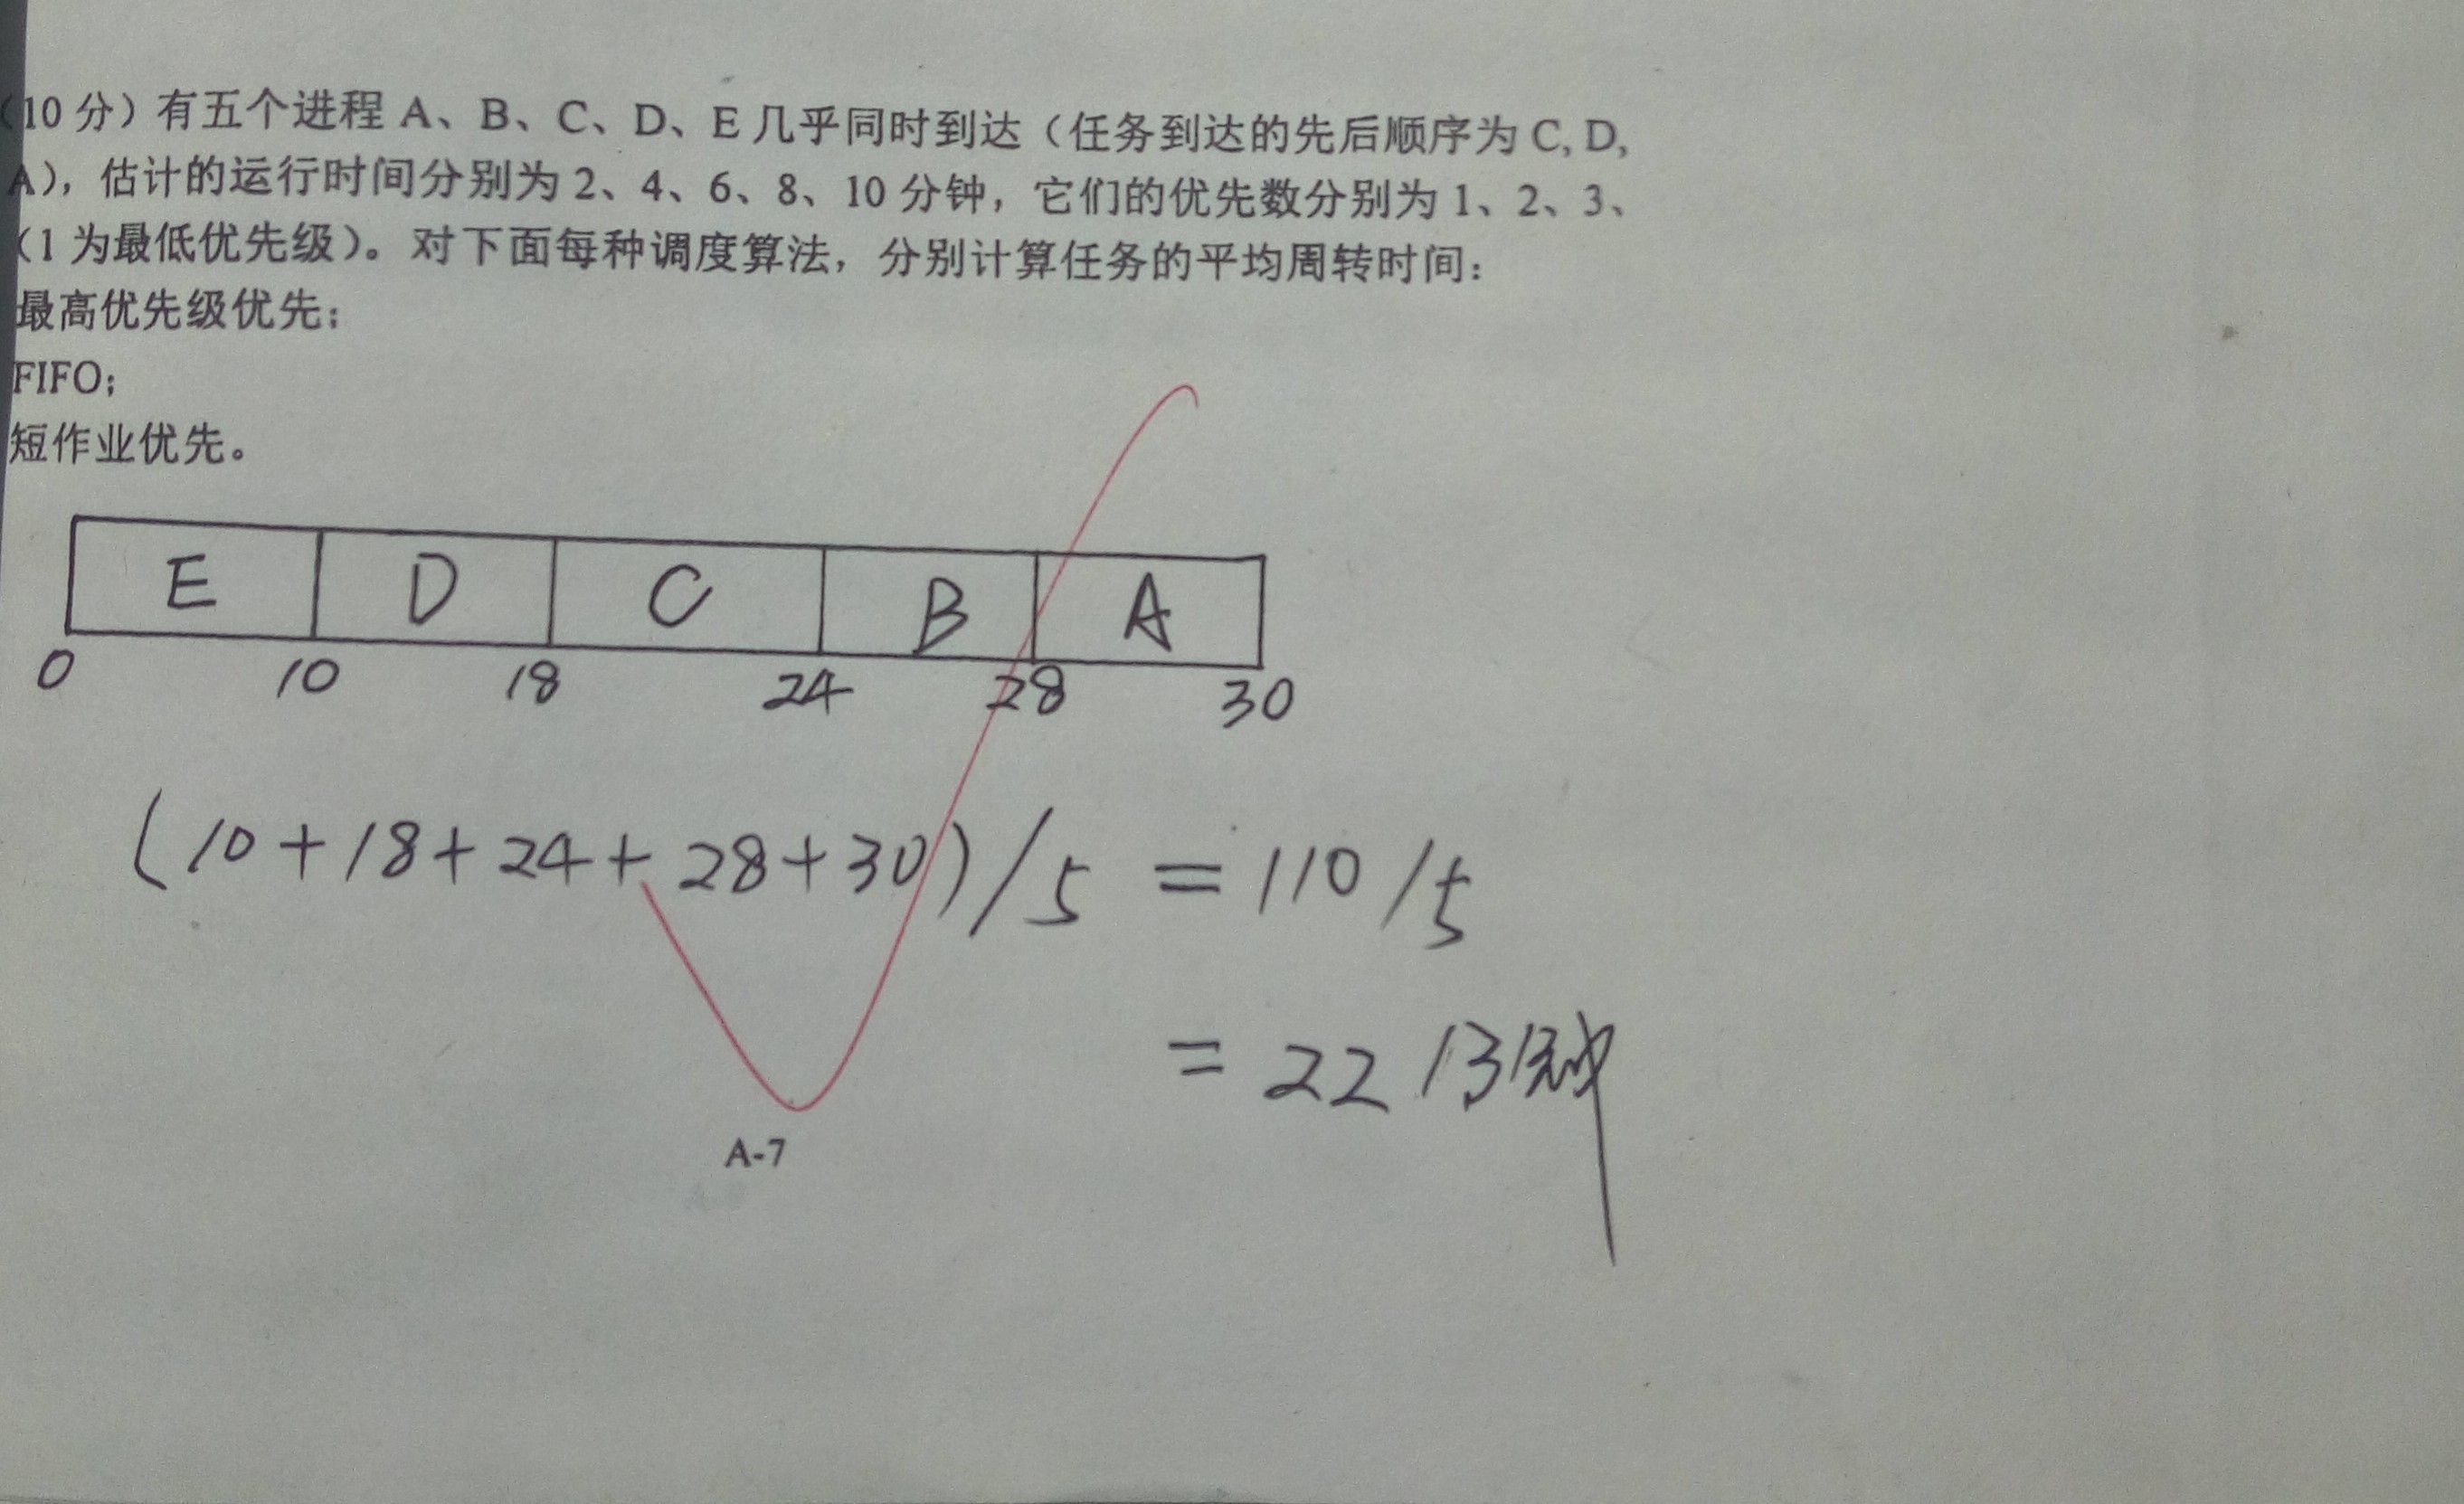 (10 分）有五个进程 A、B、C、D、E 几乎同时到达（任务到达的先后顺序为 C, D,
A），估计的运行时间分别为 2、4、6、8、10 分钟，它们的优先数分别为 1、2、3、
（1 为最低优先级）。对下面每种调度算法，分别计算任务的平均周转时间：
最高优先级优先；
FIFO；
短作业优先。
E D C B A
0 10 18 24 28 30
(10+18+24+28+30)/5 = 110/5
= 22 分钟
A-7